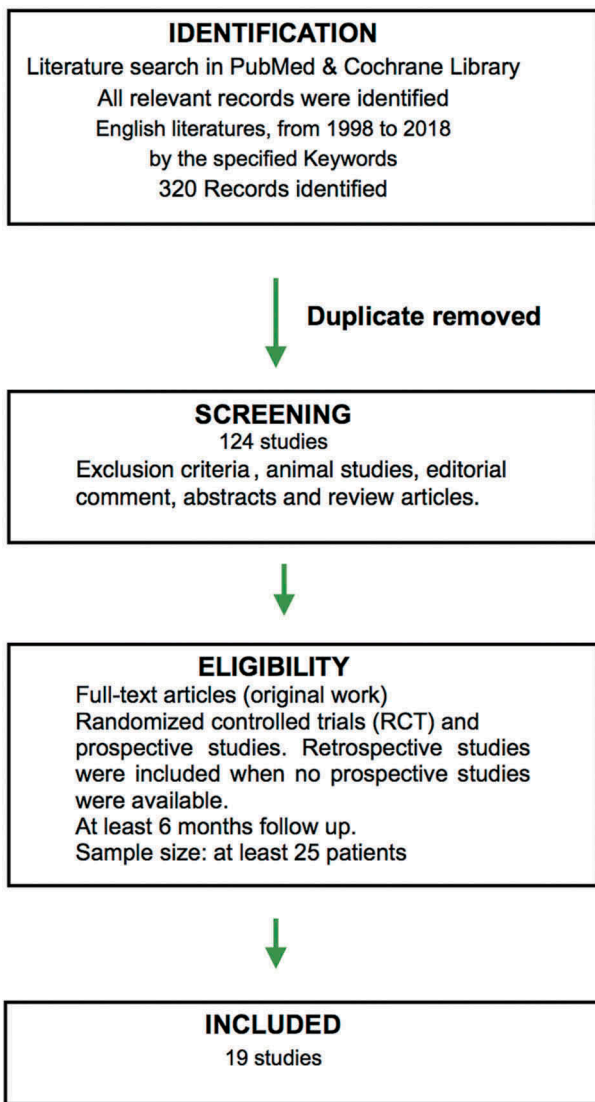 IDENTIFICATION
Literature search in PubMed & Cochrane Library
All relevant records were identified
English literatures, from 1998 to 2018
by the specified Keywords
320 Records identified
Duplicate removed
SCREENING
124 studies
Exclusion criteria, animal studies, editorial
comment, abstracts and review articles.
ELIGIBILITY
Full-text articles (original work)
Randomized controlled trials (RCT) and
prospective studies. Retrospective studies
were included when no prospective studies
were available.
At least 6 months follow up.
Sample size: at least 25 patients
INCLUDED
19 studies